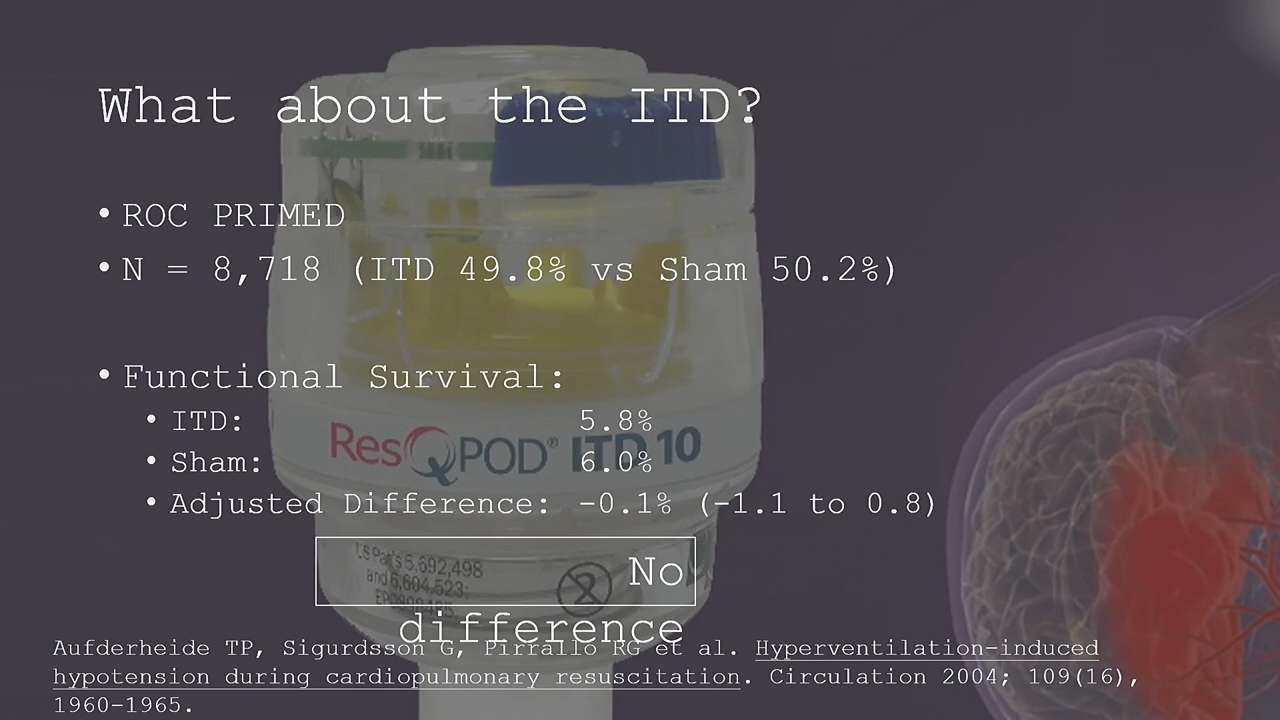 What about the ITD?
• ROC PRIMED
• N = 8,718 (ITD 49.8% vs Sham 50.2%)
• Functional Survival:
• ITD: 5.8%
• Sham: 6.0%
• Adjusted Difference: -0.1% (-1.1 to 0.8)
ResQPOD® ITD 10
US Pat's 5,692,498
and 6,604,523;
No
difference
Aufderheide TP, Sigurdsson G, Pirrallo RG et al. Hyperventilation-induced
hypotension during cardiopulmonary resuscitation. Circulation 2004; 109(16),
1960-1965.